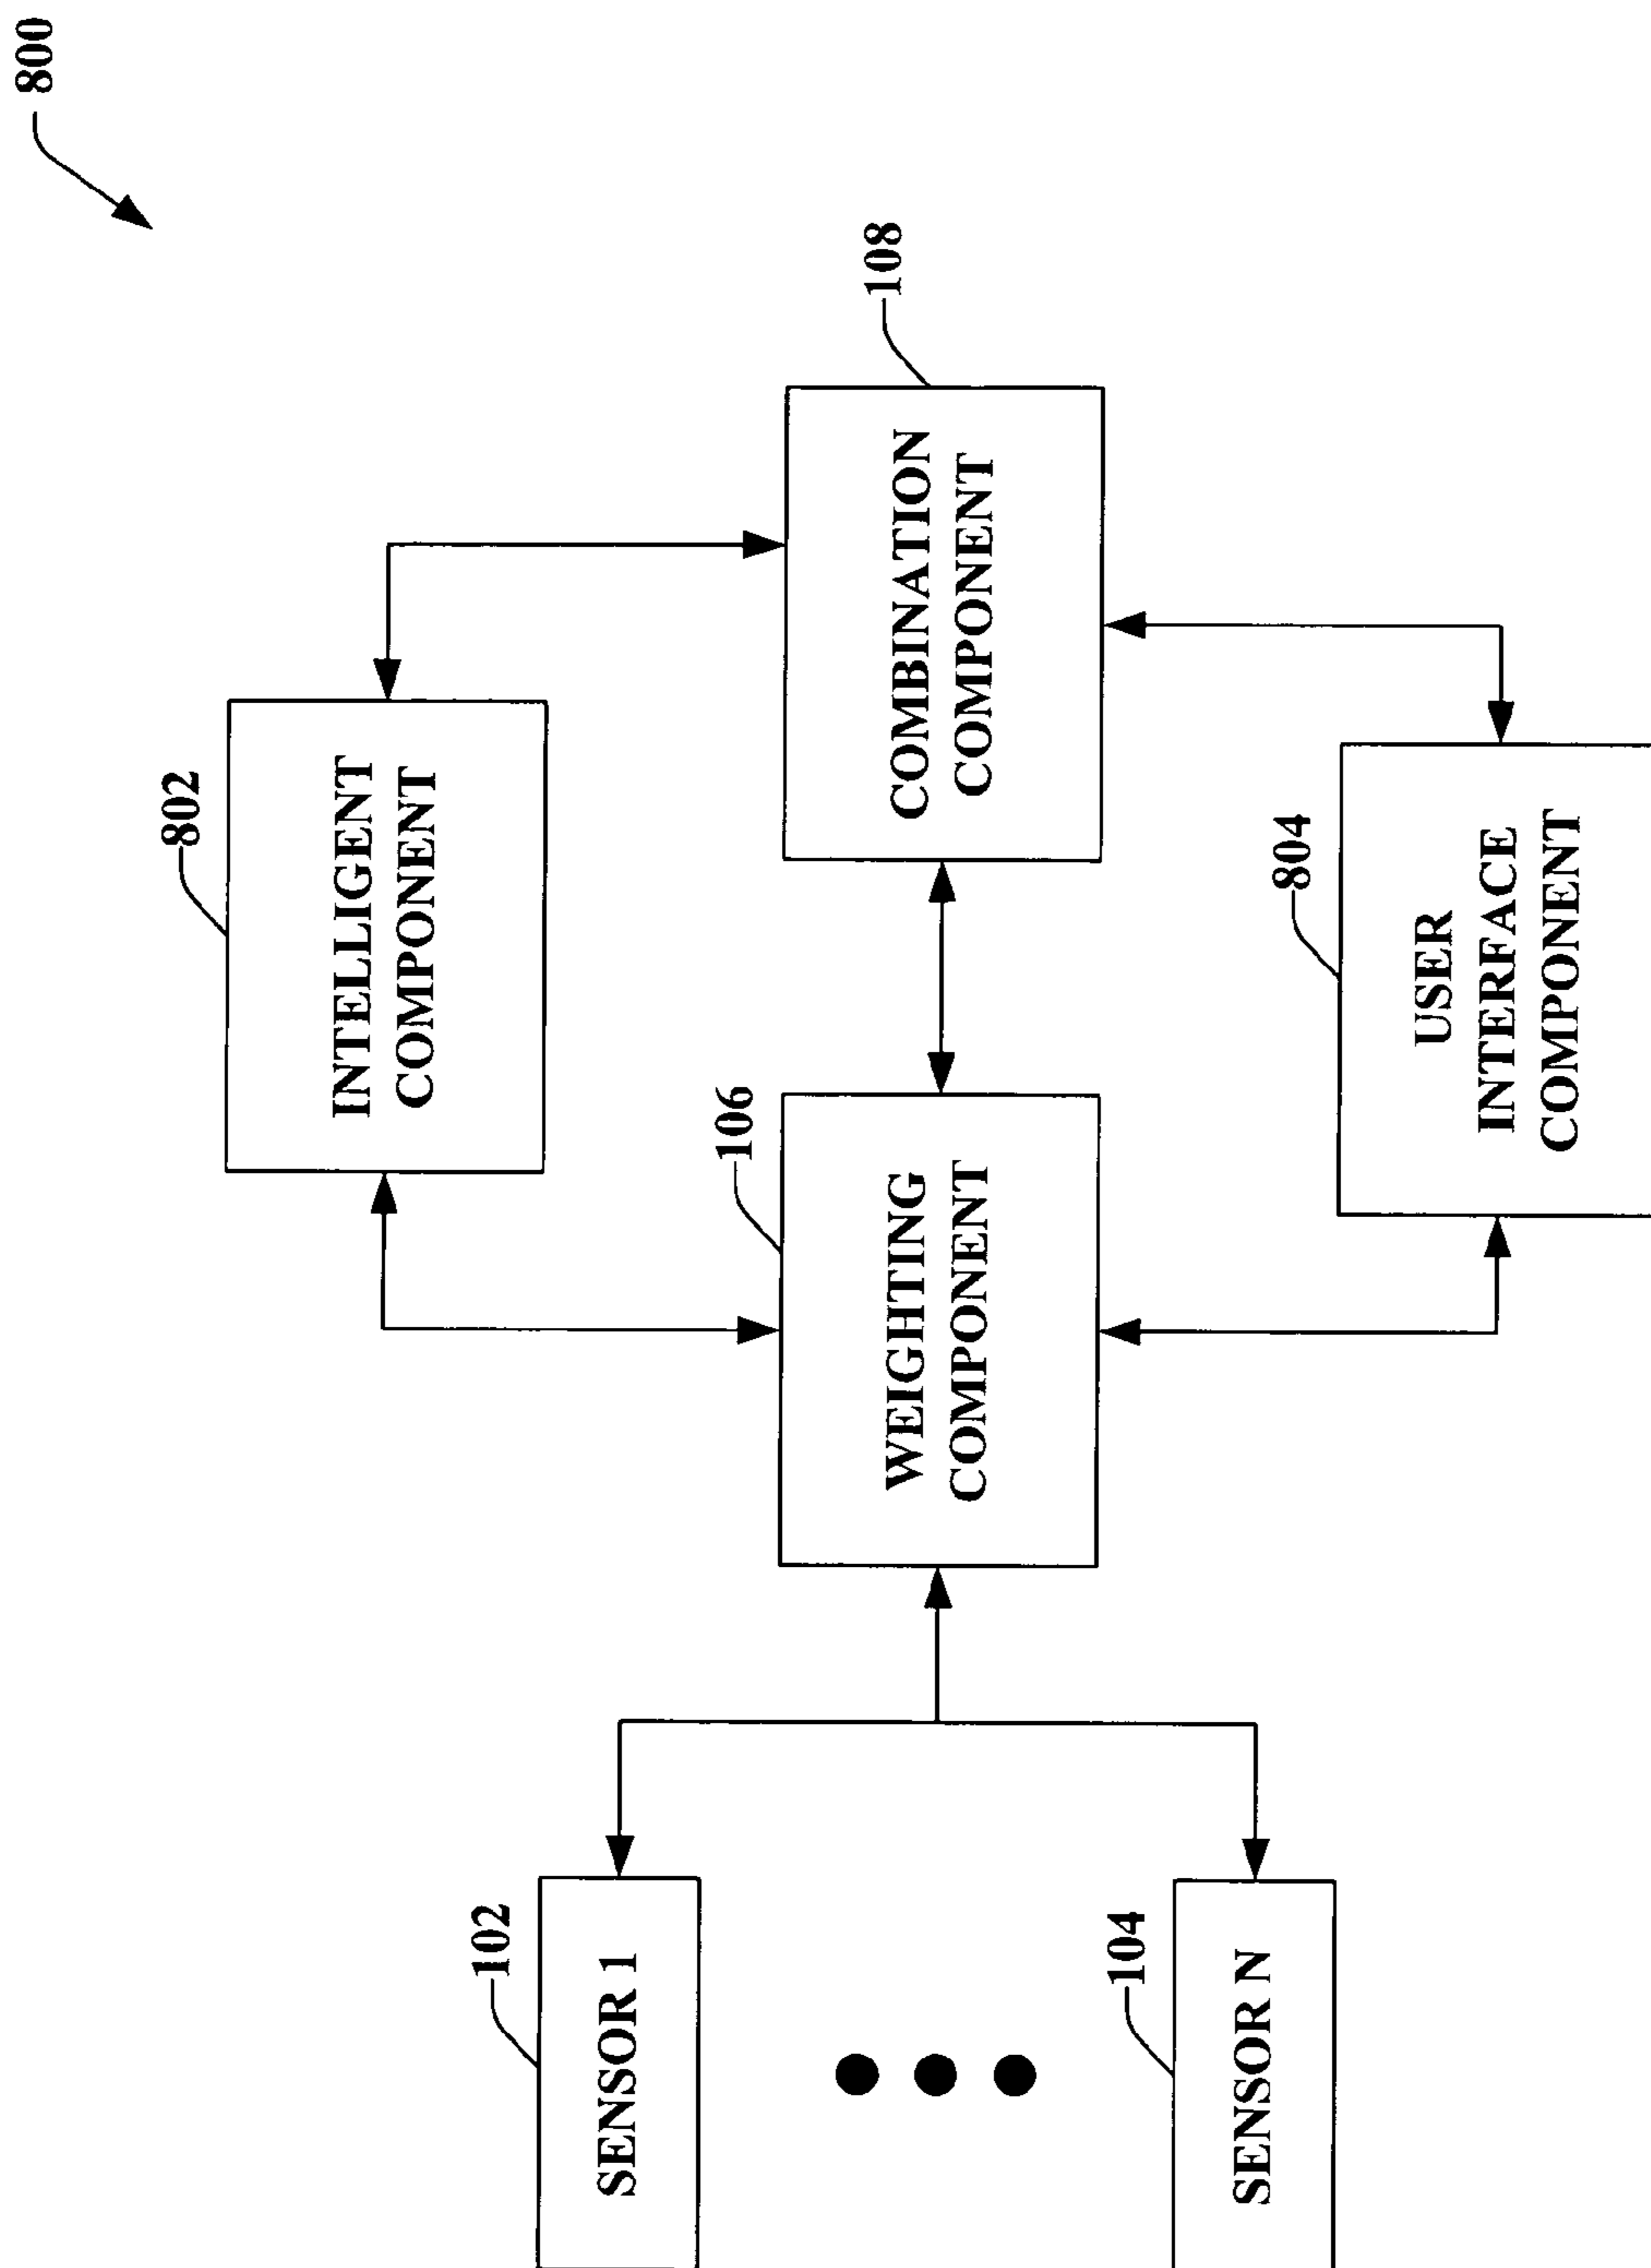 800
802
INTELLIGENT
COMPONENT
102
SENSOR 1
106
WEIGHTING
COMPONENT
108
COMBINATION
COMPONENT
104
SENSOR N
804
USER
INTERFACE
COMPONENT